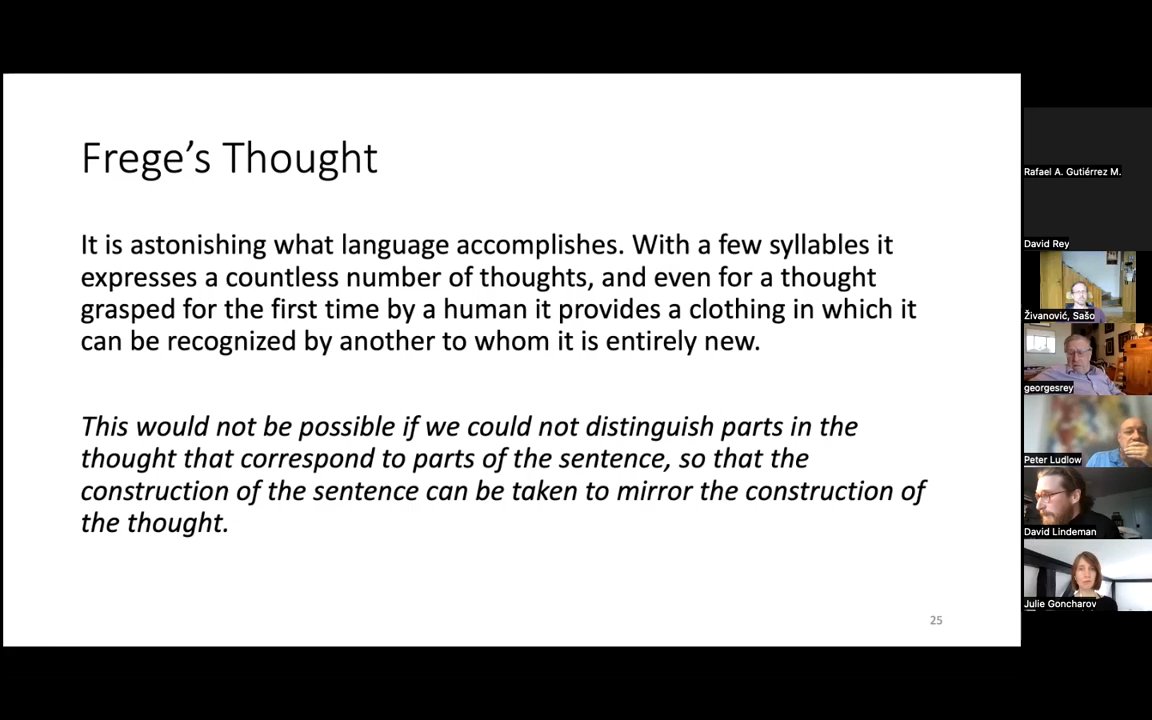 Frege’s Thought
It is astonishing what language accomplishes. With a few syllables it
expresses a countless number of thoughts, and even for a thought
grasped for the first time by a human it provides a clothing in which it
can be recognized by another to whom it is entirely new.
This would not be possible if we could not distinguish parts in the
thought that correspond to parts of the sentence, so that the
construction of the sentence can be taken to mirror the construction of
the thought.
25
Rafael A. Gutiérrez M.
David Rey
Živanović, Sašo
georgesrey
Peter Ludlow
David Lindeman
Julie Goncharov